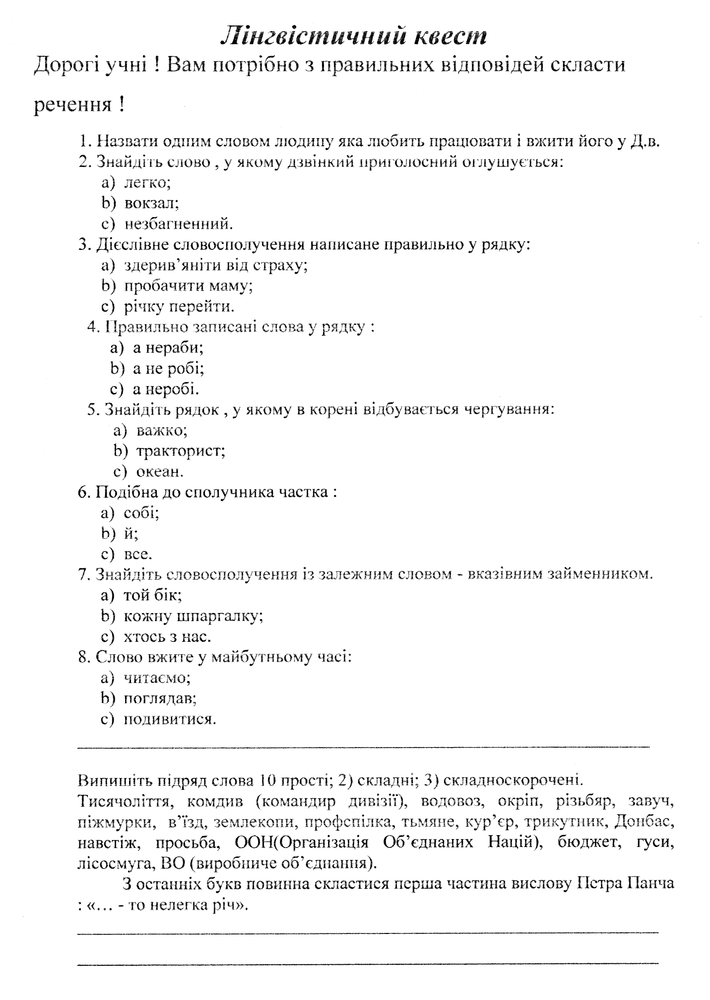 Лінгвістичний квест
Дорогі учні ! Вам потрібно з правильних відповідей скласти
речення !
1. Назвати одним словом людину яка любить працювати і вжити його у Д.в.
2. Знайдіть слово , у якому дзвінкий приголосний оглушується:
a) легко;
b) вокзал;
c) незбагненний.
3. Дієслівне словосполучення написане правильно у рядку:
a) здерив’яніти від страху;
b) пробачити маму;
c) річку перейти.
4. Правильно записані слова у рядку :
a) а нераби;
b) а не робі;
c) а неробі.
5. Знайдіть рядок , у якому в корені відбувається чергування:
a) важко;
b) тракторист;
c) океан.
6. Подібна до сполучника частка :
a) собі;
b) й;
c) все.
7. Знайдіть словосполучення із залежним словом - вказівним займенником.
a) той бік;
b) кожну шпаргалку;
c) хтось з нас.
8. Слово вжите у майбутньому часі:
a) читаємо;
b) поглядав;
c) подивитися.
Випишіть підряд слова 10 прості; 2) складні; 3) складноскорочені.
Тисячоліття, комдив (командир дивізії), водовоз, окріп, різьбяр, завуч,
піжмурки, в’їзд, землекопи, профспілка, тьмяне, кур’єр, трикутник, Донбас,
навстіж, просьба, ООН(Організація Об’єднаних Націй), бюджет, гуси,
лісосмуга, ВО (виробниче об’єднання).
З останніх букв повинна скластися перша частина вислову Петра Панча
: «... - то нелегка річ».